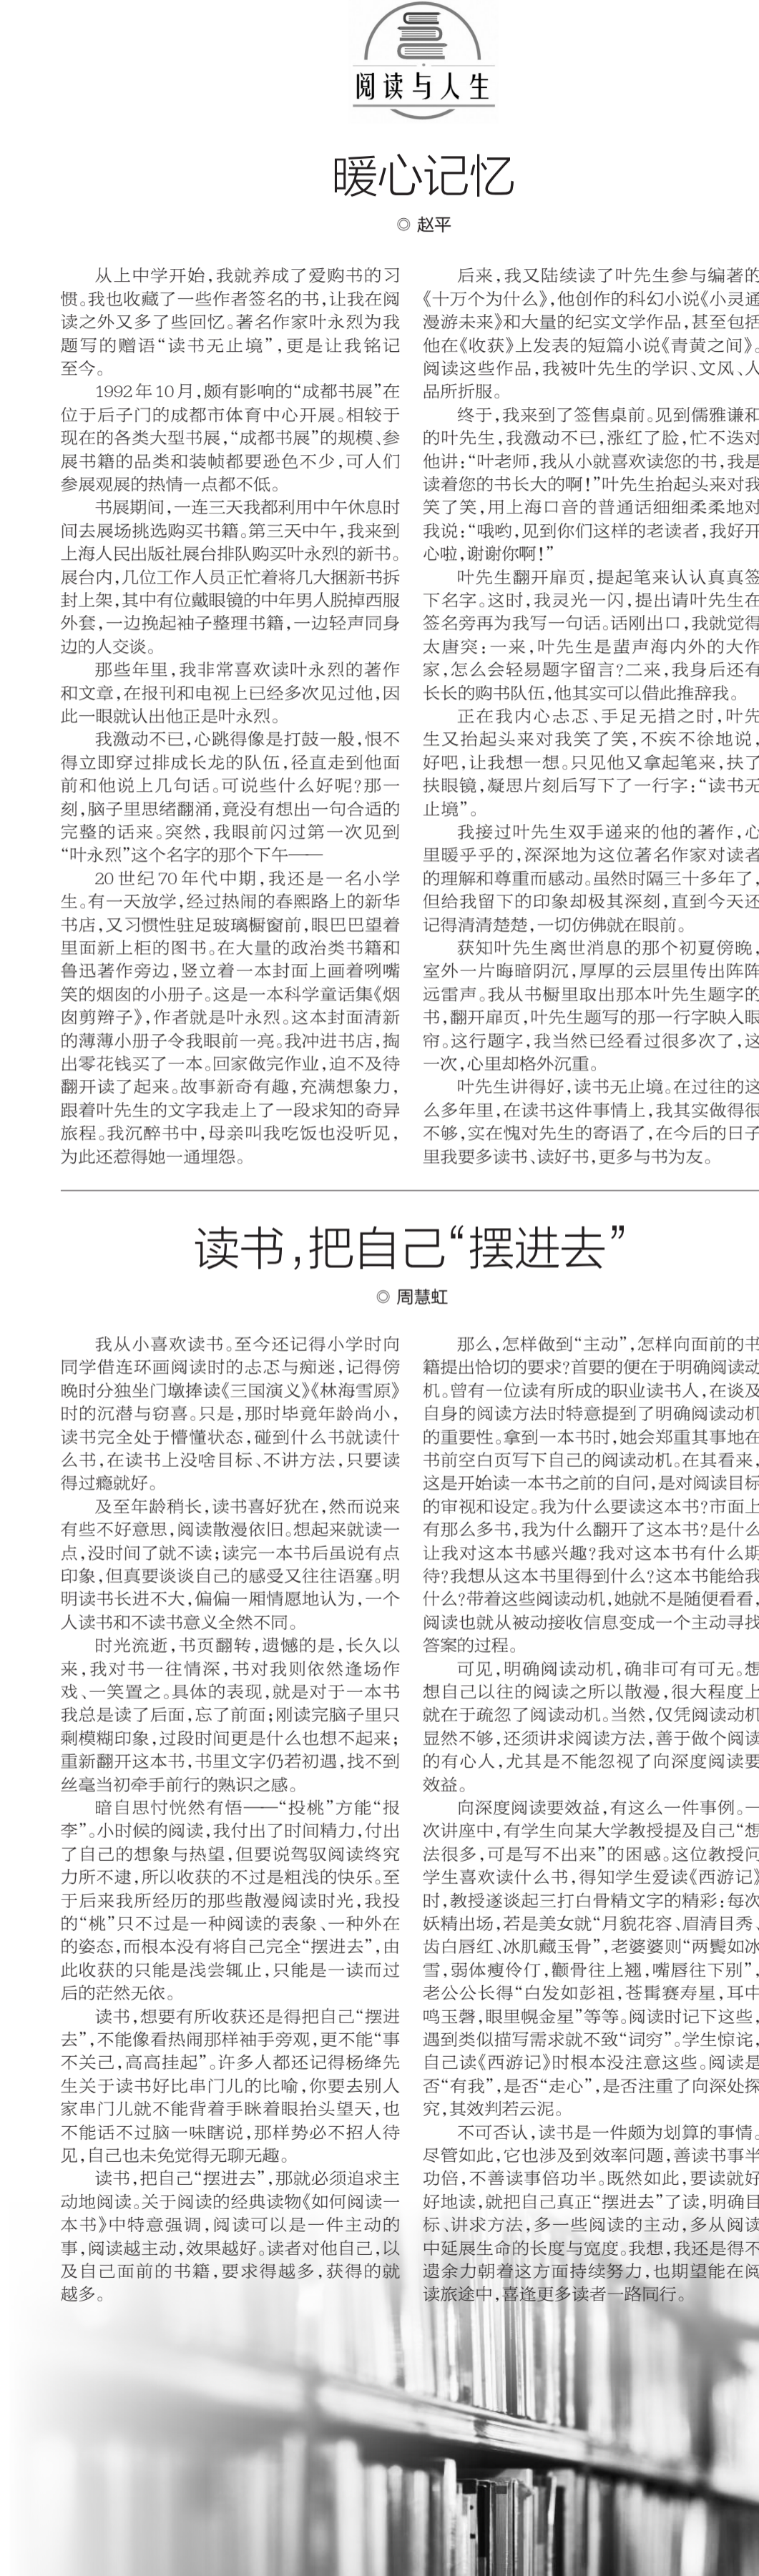 阅读与人生
暖心记忆
◎ 赵平
从上中学开始,我就养成了爱购书的习
惯。我也收藏了一些作者签名的书,让我在阅
读之外又多了些回忆。著名作家叶永烈为我
题写的赠语“读书无止境”,更是让我铭记
至今。
1992年10月,颇有影响的“成都书展”在
位于后子门的成都市体育中心开展。相较于
现在的各类大型书展,“成都书展”的规模、参
展书籍的品类和装帧都要逊色不少,可人们
参展观展的热情一点都不低。
书展期间,一连三天我都利用中午休息时
间去展场挑选购买书籍。第三天中午,我来到
上海人民出版社展台排队购买叶永烈的新书。
展台内,几位工作人员正忙着将几大捆新书拆
封上架,其中有位戴眼镜的中年男人脱掉西服
外套,一边挽起袖子整理书籍,一边轻声同身
边的人交谈。
那些年里,我非常喜欢读叶永烈的著作
和文章,在报刊和电视上已经多次见过他,因
此一眼就认出他正是叶永烈。
我激动不已,心跳得像是打鼓一般,恨不
得立即穿过排成长龙的队伍,径直走到他面
前和他说上几句话。可说些什么好呢?那一
刻,脑子里思绪翻涌,竟没有想出一句合适的
完整的话来。突然,我眼前闪过第一次见到
“叶永烈”这个名字的那个下午——
20世纪70年代中期,我还是一名小学
生。有一天放学,经过热闹的春熙路上的新华
书店,又习惯性驻足玻璃橱窗前,眼巴巴望着
里面新上柜的图书。在大量的政治类书籍和
鲁迅著作旁边,竖立着一本封面上画着咧嘴
笑的烟囱的小册子。这是一本科学童话集《烟
囱剪辫子》,作者就是叶永烈。这本封面清新
的薄薄小册子令我眼前一亮。我冲进书店,掏
出零花钱买了一本。回家做完作业,迫不及待
翻开读了起来。故事新奇有趣,充满想象力,
跟着叶先生的文字我走上了一段求知的奇异
旅程。我沉醉书中,母亲叫我吃饭也没听见,
为此还惹得她一通埋怨。
后来,我又陆续读了叶先生参与编著的
《十万个为什么》,他创作的科幻小说《小灵通
漫游未来》和大量的纪实文学作品,甚至包括
他在《收获》上发表的短篇小说《青黄之间》。
阅读这些作品,我被叶先生的学识、文风、人
品所折服。
终于,我来到了签售桌前。见到儒雅谦和
的叶先生,我激动不已,涨红了脸,忙不迭对
他讲:“叶老师,我从小就喜欢读您的书,我是
读着您的书长大的啊!”叶先生抬起头来对我
笑了笑,用上海口音的普通话细细柔柔地对
我说:“哦哟,见到你们这样的老读者,我好开
心啦,谢谢你啊!”
叶先生翻开扉页,提起笔来认认真真签
下名字。这时,我灵光一闪,提出请叶先生在
签名旁再为我写一句话。话刚出口,我就觉得
太唐突:一来,叶先生是蜚声海内外的大作
家,怎么会轻易题字留言?二来,我身后还有
长长的购书队伍,他其实可以借此推辞我。
正在我内心忐忑、手足无措之时,叶先
生又抬起头来对我笑了笑,不疾不徐地说,
好吧,让我想一想。只见他又拿起笔来,扶了
扶眼镜,凝思片刻后写下了一行字:“读书无
止境”。
我接过叶先生双手递来的他的著作,心
里暖乎乎的,深深地为这位著名作家对读者
的理解和尊重而感动。虽然时隔三十多年了,
但给我留下的印象却极其深刻,直到今天还
记得清清楚楚,一切仿佛就在眼前。
获知叶先生离世消息的那个初夏傍晚,
室外一片晦暗阴沉,厚厚的云层里传出阵阵
远雷声。我从书橱里取出那本叶先生题字的
书,翻开扉页,叶先生题写的那一行字映入眼
帘。这行题字,我当然已经看过很多次了,这
一次,心里却格外沉重。
叶先生讲得好,读书无止境。在过往的这
么多年里,在读书这件事情上,我其实做得很
不够,实在愧对先生的寄语了,在今后的日子
里我要多读书、读好书,更多与书为友。
读书,把自己“摆进去”
◎ 周慧虹
我从小喜欢读书。至今还记得小学时向
同学借连环画阅读时的忐忑与痴迷,记得傍
晚时分独坐门墩捧读《三国演义》《林海雪原》
时的沉潜与窃喜。只是,那时毕竟年龄尚小,
读书完全处于懵懂状态,碰到什么书就读什
么书,在读书上没啥目标、不讲方法,只要读
得过瘾就好。
及至年龄稍长,读书喜好犹在,然而说来
有些不好意思,阅读散漫依旧。想起来就读一
点,没时间了就不读;读完一本书后虽说有点
印象,但真要谈谈自己的感受又往往语塞。明
明读书长进不大,偏偏一厢情愿地认为,一个
人读书和不读书意义全然不同。
时光流逝,书页翻转,遗憾的是,长久以
来,我对书一往情深,书对我则依然逢场作
戏、一笑置之。具体的表现,就是对于一本书
我总是读了后面,忘了前面;刚读完脑子里只
剩模糊印象,过段时间更是什么也想不起来;
重新翻开这本书,书里文字仍若初遇,找不到
丝毫当初牵手前行的熟识之感。
暗自思忖恍然有悟——“投桃”方能“报
李”。小时候的阅读,我付出了时间精力,付出
了自己的想象与热望,但要说驾驭阅读终究
力所不逮,所以收获的不过是粗浅的快乐。至
于后来我所经历的那些散漫阅读时光,我投
的“桃”只不过是一种阅读的表象、一种外在
的姿态,而根本没有将自己完全“摆进去”,由
此收获的只能是浅尝辄止,只能是一读而过
后的茫然无依。
读书,想要有所收获还是得把自己“摆进
去”,不能像看热闹那样袖手旁观,更不能“事
不关己,高高挂起”。许多人都还记得杨绛先
生关于读书好比串门儿的比喻,你要去别人
家串门儿就不能背着手眯着眼抬头望天,也
不能话不过脑一味瞎说,那样势必不招人待
见,自己也未免觉得无聊无趣。
读书,把自己“摆进去”,那就必须追求主
动地阅读。关于阅读的经典读物《如何阅读一
本书》中特意强调,阅读可以是一件主动的
事,阅读越主动,效果越好。读者对他自己,以
及自己面前的书籍,要求得越多,获得的就
越多。
那么,怎样做到“主动”,怎样向面前的书
籍提出恰切的要求?首要的便在于明确阅读动
机。曾有一位读有所成的职业读书人,在谈及
自身的阅读方法时特意提到了明确阅读动机
的重要性。拿到一本书时,她会郑重其事地在
书前空白页写下自己的阅读动机。在其看来,
这是开始读一本书之前的自问,是对阅读目标
的审视和设定。我为什么要读这本书?市面上
有那么多书,我为什么翻开了这本书?是什么
让我对这本书感兴趣?我对这本书有什么期
待?我想从这本书里得到什么?这本书能给我
什么?带着这些阅读动机,她就不是随便看看,
阅读也就从被动接收信息变成一个主动寻找
答案的过程。
可见,明确阅读动机,确非可有可无。想
想自己以往的阅读之所以散漫,很大程度上
就在于疏忽了阅读动机。当然,仅凭阅读动机
显然不够,还须讲求阅读方法,善于做个阅读
的有心人,尤其是不能忽视了向深度阅读要
效益。
向深度阅读要效益,有这么一件事例。一
次讲座中,有学生向某大学教授提及自己“想
法很多,可是写不出来”的困惑。这位教授问
学生喜欢读什么书,得知学生爱读《西游记》
时,教授遂谈起三打白骨精文字的精彩:每次
妖精出场,若是美女就“月貌花容、眉清目秀、
齿白唇红、冰肌藏玉骨”,老婆婆则“两鬓如冰
雪,弱体瘦伶仃,颧骨往上翘,嘴唇往下别”,
老公公长得“白发如彭祖,苍髯赛寿星,耳中
鸣玉磬,眼里幌金星”等等。阅读时记下这些,
遇到类似描写需求就不致“词穷”。学生惊诧,
自己读《西游记》时根本没注意这些。阅读是
否“有我”,是否“走心”,是否注重了向深处探
究,其效判若云泥。
不可否认,读书是一件颇为划算的事情。
尽管如此,它也涉及到效率问题,善读书事半
功倍,不善读事倍功半。既然如此,要读就好
好地读,就把自己真正“摆进去”了读,明确目
标、讲求方法,多一些阅读的主动,多从阅读
中延展生命的长度与宽度。我想,我还是得不
遗余力朝着这方面持续努力,也期望能在阅
读旅途中,喜逢更多读者一路同行。